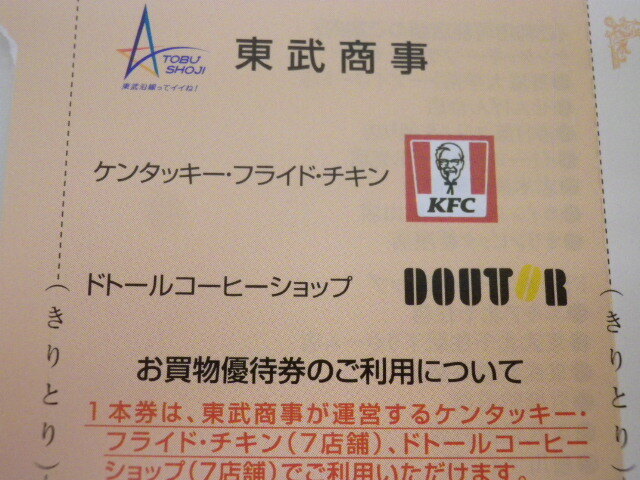 TOBU
SHOJI
東武沿線ってイイね!
東武商事
ケンタッキー・フライド・チキン
KFC
ドトールコーヒーショップ
DOUTOR
(きりとり)
(きりとり)
お買物優待券のご利用について
1本券は、東武商事が運営するケンタッキー・
フライド・チキン(7店舗)、ドトールコーヒー
ショップ(7店舗)でご利用いただけます。